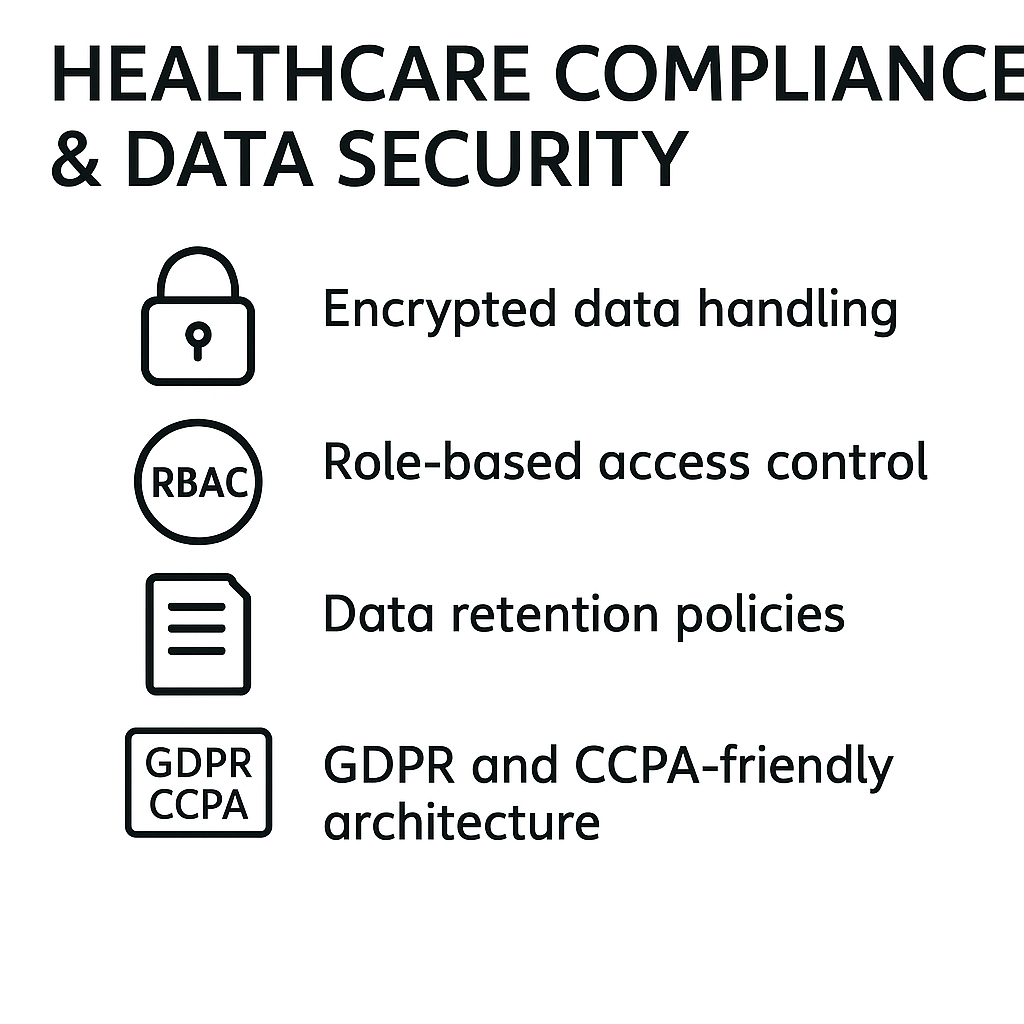 HEALTHCARE COMPLIANCE
& DATA SECURITY
Encrypted data handling
RBAC
Role-based access control
Data retention policies
GDPR
CCPA
GDPR and CCPA-friendly
architecture